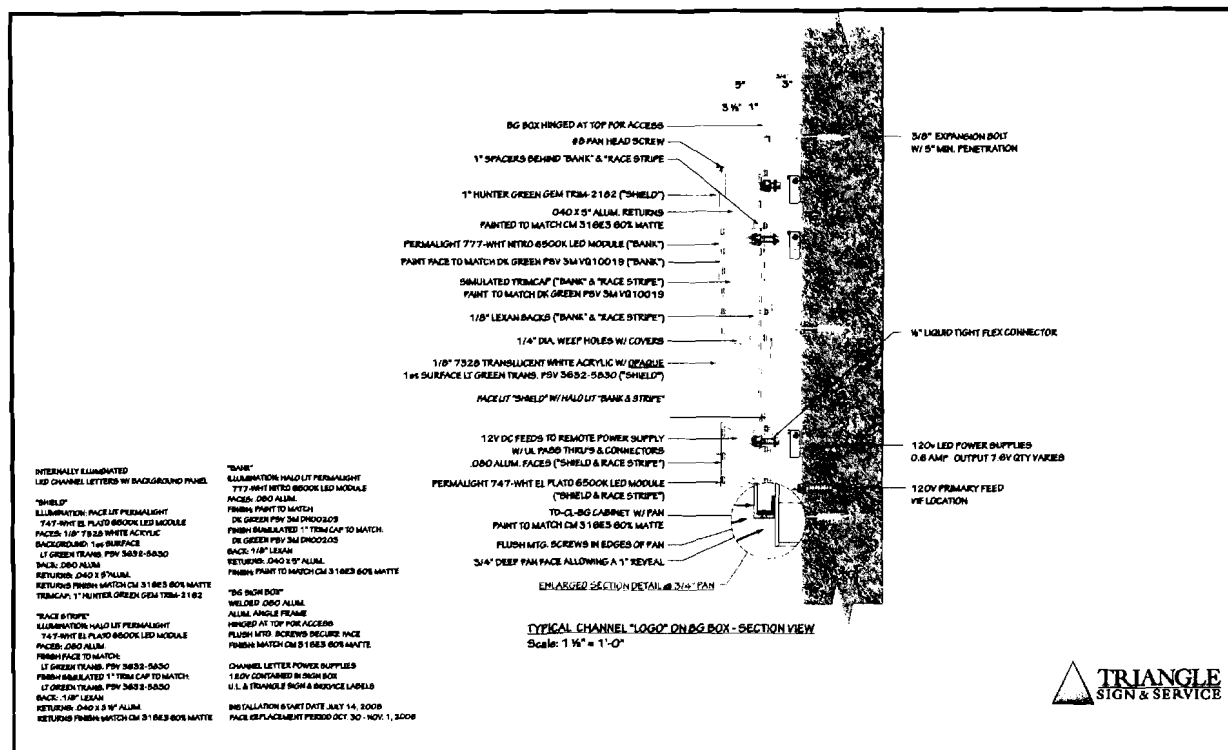 3/4"
5" 3"
3 ½" 1"
BG BOX HINGED AT TOP FOR ACCESS
#8 PAN HEAD SCREW
1" SPACERS BEHIND "BANK" & "RACE STRIPE"
1" HUNTER GREEN GEM TRIM-2182 ("SHIELD")
.040 X 5" ALUM. RETURNS
PAINTED TO MATCH CM 316E3 60% MATTE
PERMALIGHT 777-WHT NITRO 6500K LED MODULE ("BANK")
PAINT FACE TO MATCH DK GREEN PSV 3M VQ10019 ("BANK")
SIMULATED TRIMCAP ("BANK" & "RACE STRIPE")
PAINT TO MATCH DK GREEN PSV 3M VQ10019
1/8" LEXAN BACKS ("BANK" & "RACE STRIPE")
1/4" DIA. WEEP HOLES W/ COVERS
1/8" 7328 TRANSLUCENT WHITE ACRYLIC W/ OPAQUE
1st SURFACE LT GREEN TRANS. PSV 3632-5830 ("SHIELD")
FACE LIT "SHIELD" W/ HALO LIT "BANK & STRIPE"
12V DC FEEDS TO REMOTE POWER SUPPLY
W/ UL PASS THRU'S & CONNECTORS
.080 ALUM. FACES ("SHIELD & RACE STRIPE")
PERMALIGHT 747-WHT EL PLATO 6500K LED MODULE
("SHIELD & RACE STRIPE")
TD-CL-BG CABINET W/ PAN
PAINT TO MATCH CM 316E3 60% MATTE
FLUSH MTG. SCREWS IN EDGES OF PAN
3/4" DEEP PAN FACE ALLOWING A 1" REVEAL
ENLARGED SECTION DETAIL @ 3/4" PAN
3/8" EXPANSION BOLT
W/ 5" MIN. PENETRATION
½" LIQUID TIGHT FLEX CONNECTOR
120v LED POWER SUPPLIES
0.6 AMP OUTPUT 7.6V QTY VARIES
120V PRIMARY FEED
VIF LOCATION
TYPICAL CHANNEL "LOGO" ON BG BOX - SECTION VIEW
Scale: 1 ½" = 1'-0"
INTERNALLY ILLUMINATED
LED CHANNEL LETTERS W/ BACKGROUND PANEL
"SHIELD"
ILLUMINATION: FACE LIT PERMALIGHT
747-WHT EL PLATO 6500K LED MODULE
FACES: 1/8" 7328 WHITE ACRYLIC
BACKGROUND: 1st SURFACE
LT GREEN TRANS. PSV 3632-5830
BACK: .080 ALUM
RETURNS: .040 X 5" ALUM.
RETURNS FINISH: MATCH CM 316E3 60% MATTE
TRIMCAP: 1" HUNTER GREEN GEM TRIM-2182
"RACE STRIPE"
ILLUMINATION: HALO LIT PERMALIGHT
747-WHT EL PLATO 6500K LED MODULE
FACES: .080 ALUM.
FINISH FACE TO MATCH:
LT GREEN TRANS. PSV 3632-5830
FINISH SIMULATED 1" TRIM CAP TO MATCH:
LT GREEN TRANS. PSV 3632-5830
BACK: .1/8" LEXAN
RETURNS: .040 X 3 ½" ALUM.
RETURNS FINISH: MATCH CM 316E3 60% MATTE
"BANK"
ILLUMINATION: HALO LIT PERMALIGHT
777-WHT NITRO 6500K LED MODULE
FACES: .080 ALUM.
FINISH: PAINT TO MATCH
DK GREEN PSV 3M DH00203
FINISH SIMULATED 1" TRIM CAP TO MATCH:
DK GREEN PSV 3M DH00203
BACK: 1/8" LEXAN
RETURNS: .040 X 5" ALUM.
FINISH: PAINT TO MATCH CM 316E3 60% MATTE
"BG SIGN BOX"
WELDED .080 ALUM.
ALUM. ANGLE FRAME
HINGED AT TOP FOR ACCESS
FLUSH MTG. SCREWS SECURE FACE
FINISH: MATCH CM 316E3 60% MATTE
CHANNEL LETTER POWER SUPPLIES
120V CONTAINED IN SIGN BOX
U.L. & TRIANGLE SIGN & SERVICE LABELS
INSTALLATION START DATE JULY 14, 2008
FACE REPLACEMENT PERIOD OCT. 30 - NOV. 1, 2008
TRIANGLE
SIGN & SERVICE